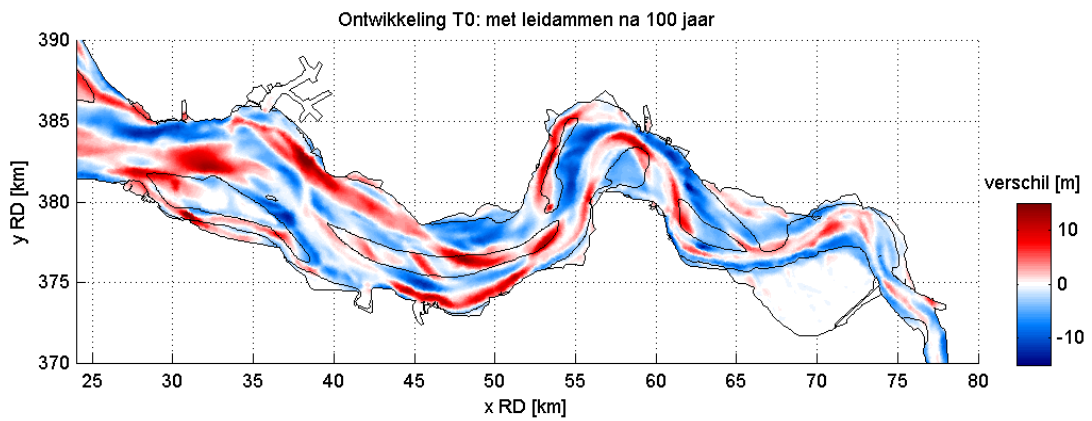 Ontwikkeling T0: met leidammen na 100 jaar
390
385
380
375
370
y RD [km]
25 30 35 40 45 50 55 60 65 70 75 80
x RD [km]
verschil [m]
10
0
-10